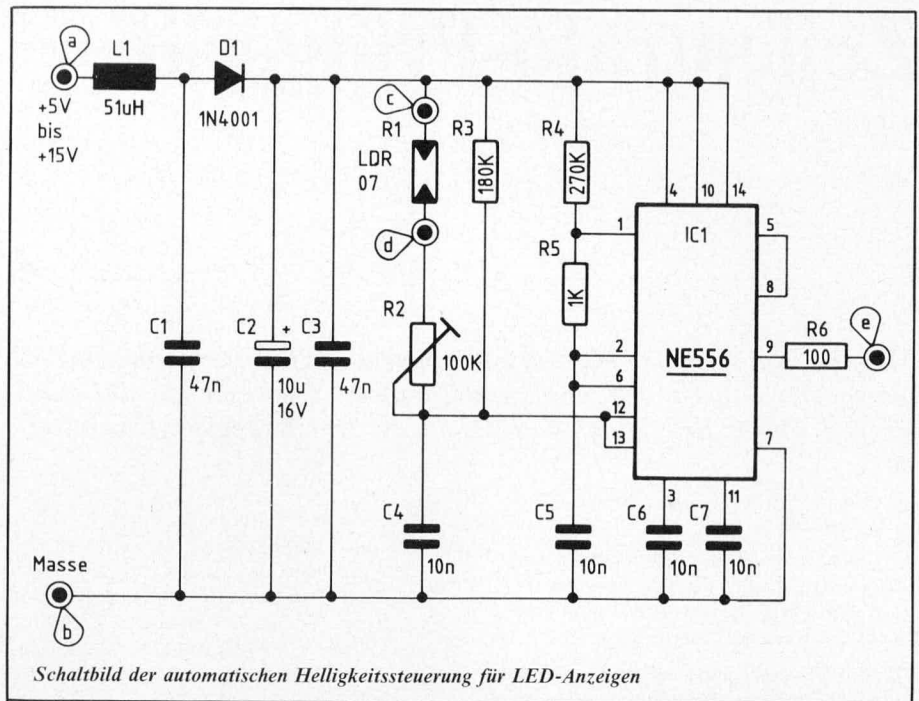 a
L1
51uH
+5V
bis
+15V
D1
1N4001
c
R1
LDR
07
d
R3
180K
R4
270K
R5
1K
R2
100K
C1
47n
C2
+
10u
16V
C3
47n
4
10
14
IC1
NE556
1
2
6
12
13
5
8
9
7
3
11
R6
100
e
C4
10n
C5
10n
C6
10n
C7
10n
Masse
b
Schaltbild der automatischen Helligkeitssteuerung für LED-Anzeigen